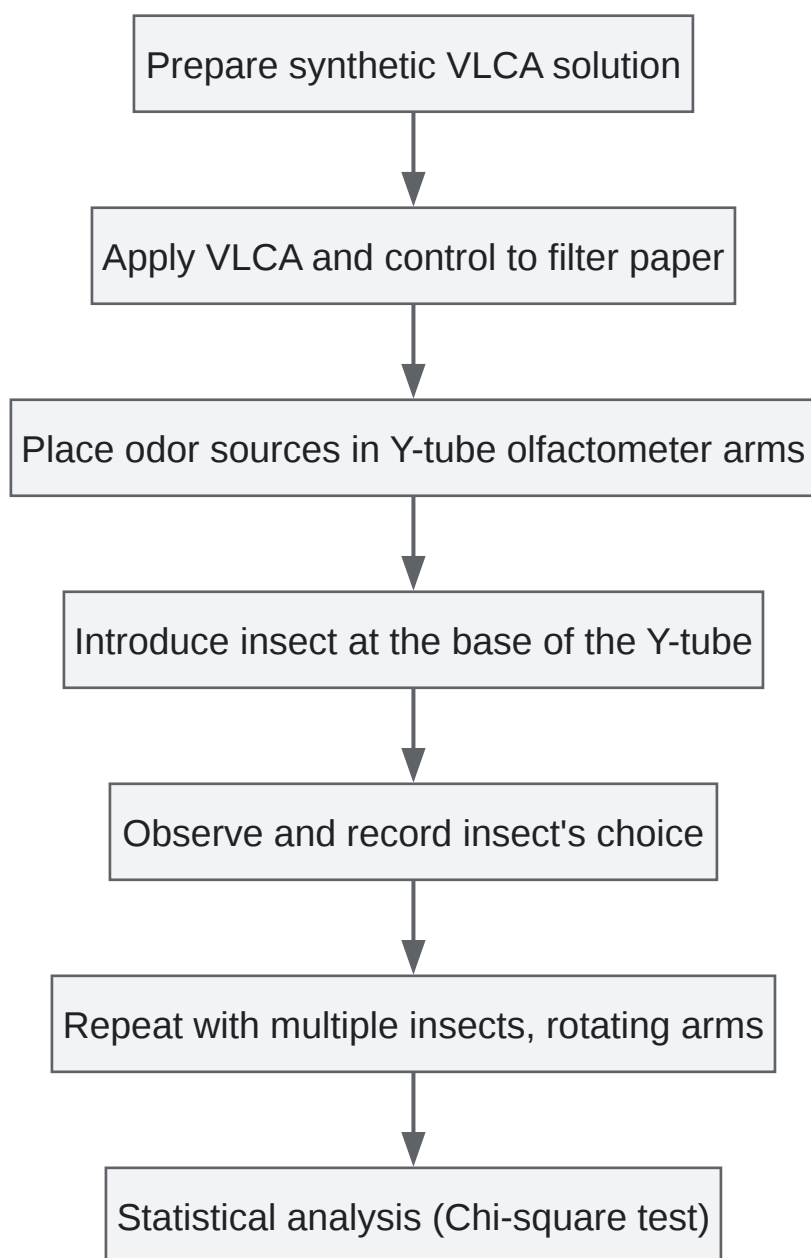 Prepare synthetic VLCA solution
Apply VLCA and control to filter paper
Place odor sources in Y-tube olfactometer arms
Introduce insect at the base of the Y-tube
Observe and record insect's choice
Repeat with multiple insects, rotating arms
Statistical analysis (Chi-square test)